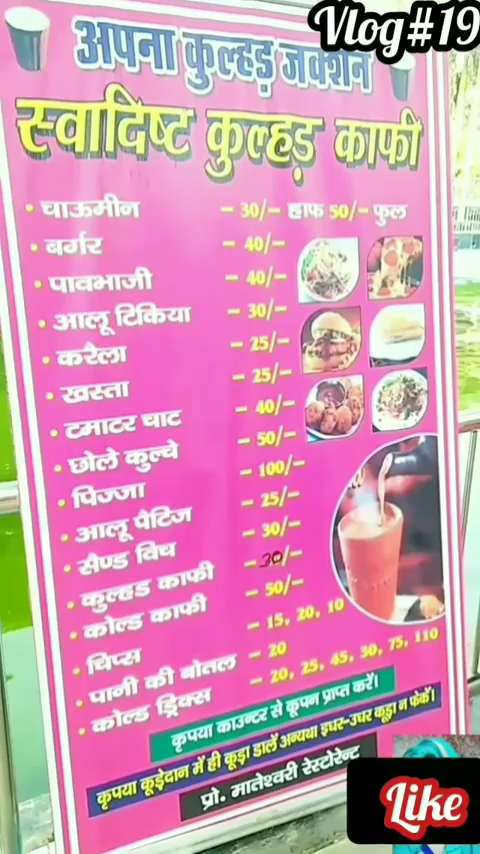 Vlog#19
अपना कुल्हड़ जंक्शन
स्वादिष्ट कुल्हड़ काफी
• चाऊमीन – 30/– हाफ 50/– फुल
• बर्गर – 40/–
• पावभाजी – 40/–
• आलू टिकिया – 30/–
• करैला – 25/–
• खस्ता – 25/–
• टमाटर चाट – 40/–
• छोले कुल्चे – 50/–
• पिज्जा – 100/–
• आलू पैटिज – 25/–
• सैण्ड विच – 30/–
• कुल्हड काफी – 30/–
• कोल्ड काफी – 50/–
• चिप्स – 15, 20, 10
• पानी की बोतल – 20
• कोल्ड ड्रिक्स – 20, 25, 45, 30, 75, 110
कृपया काउन्टर से कूपन प्राप्त करें।
कृपया कूड़ेदान में ही कूड़ा डालें अन्यथा इधर-उधर कूड़ा न फेकें।
प्रो. मातेश्वरी रेस्टोरेन्ट
Like